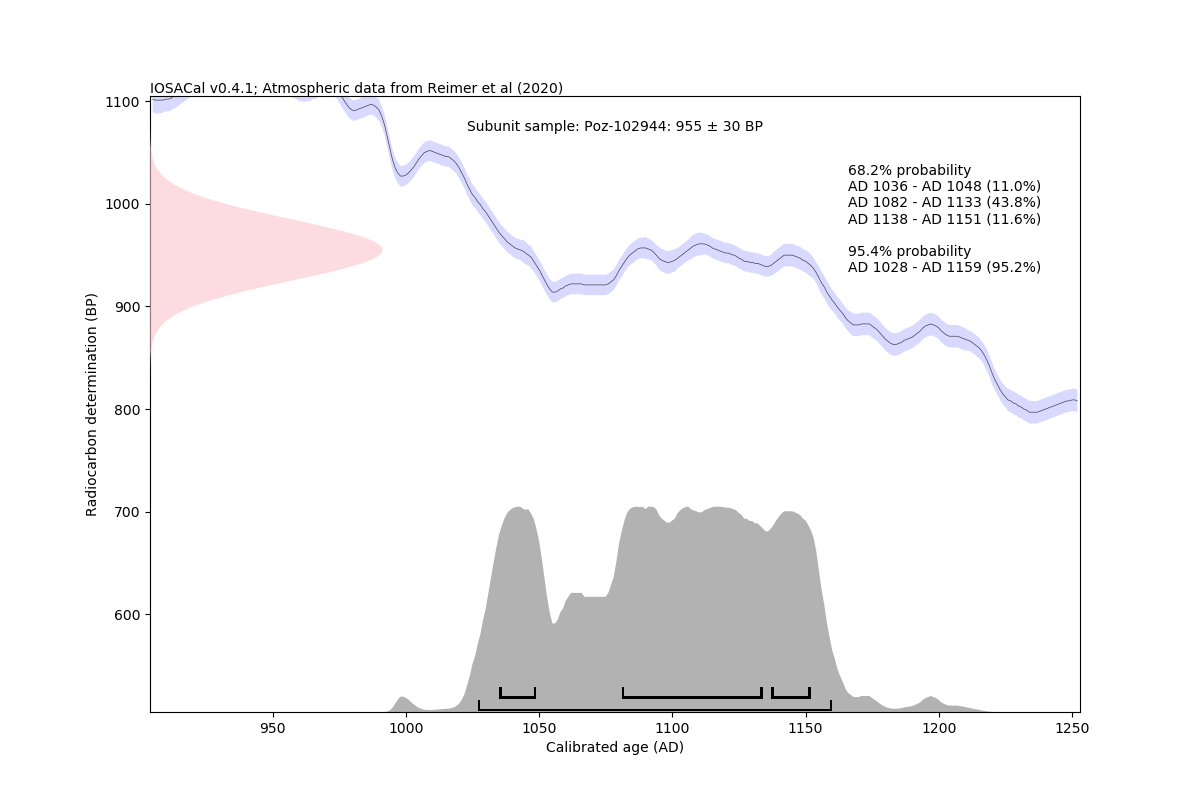 IOSACal v0.4.1; Atmospheric data from Reimer et al (2020)
Subunit sample: Poz-102944: 955 ± 30 BP
68.2% probability
AD 1036 - AD 1048 (11.0%)
AD 1082 - AD 1133 (43.8%)
AD 1138 - AD 1151 (11.6%)
95.4% probability
AD 1028 - AD 1159 (95.2%)
Radiocarbon determination (BP)
1100
1000
900
800
700
600
950
1000
1050
1100
1150
1200
1250
Calibrated age (AD)